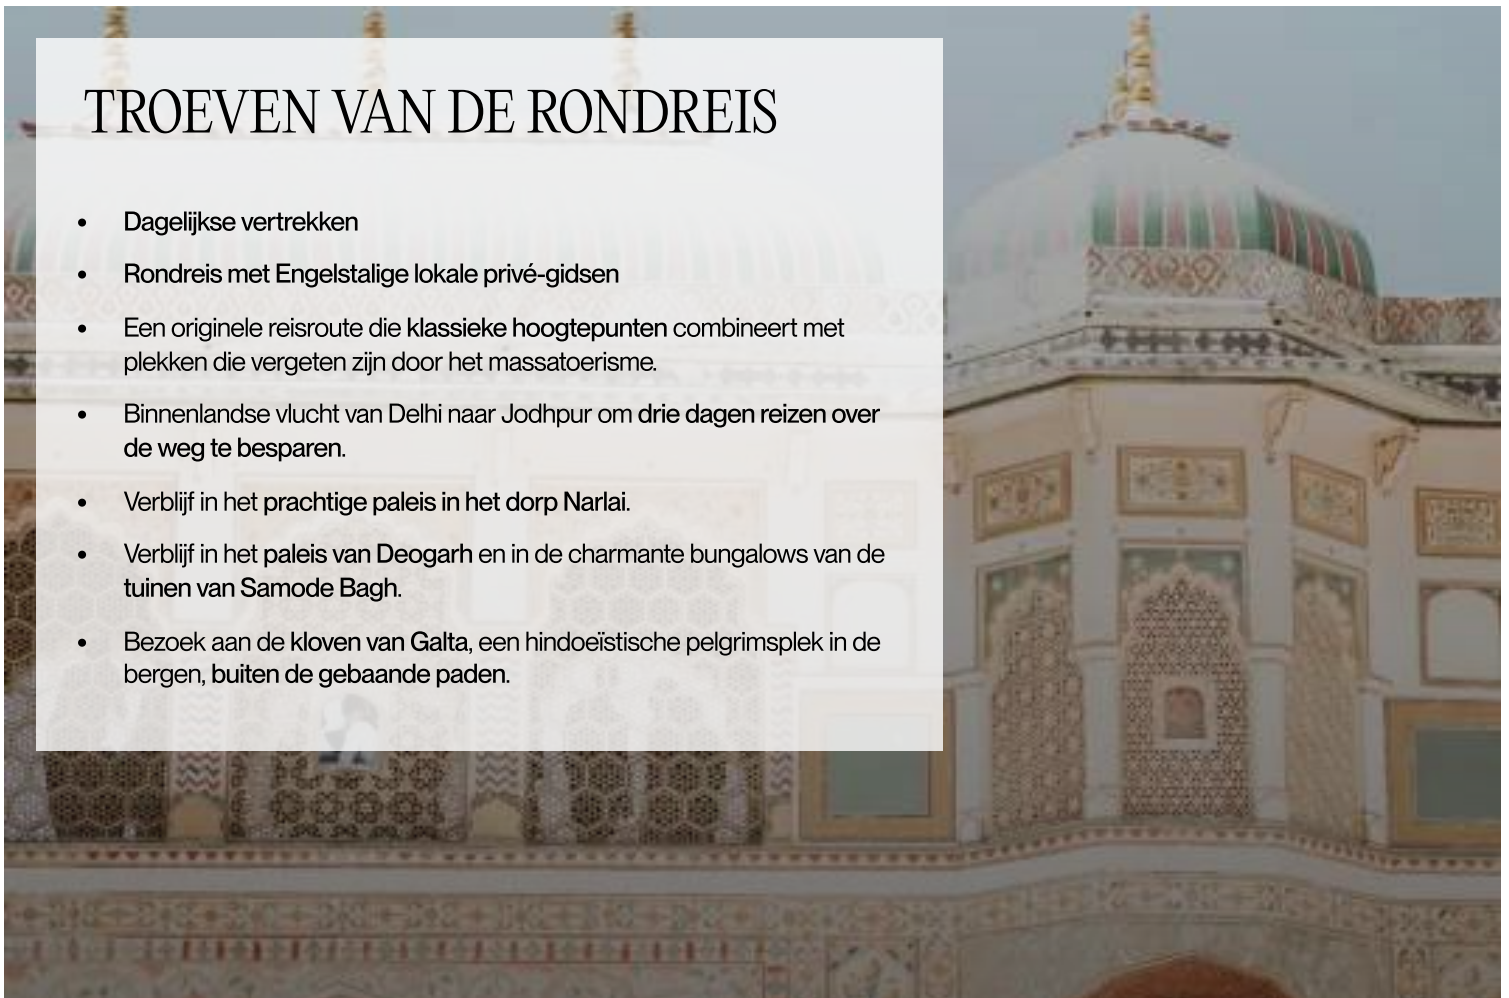 TROEVEN VAN DE RONDREIS
• Dagelijkse vertrekken
• Rondreis met Engelstalige lokale privé-gidsen
• Een originele reisroute die klassieke hoogtepunten combineert met
plekken die vergeten zijn door het massatoerisme.
• Binnenlandse vlucht van Delhi naar Jodhpur om drie dagen reizen over
de weg te besparen.
• Verblijf in het prachtige paleis in het dorp Narlai.
• Verblijf in het paleis van Deogarh en in de charmante bungalows van de
tuinen van Samode Bagh.
• Bezoek aan de kloven van Galta, een hindoeïstische pelgrimsplek in de
bergen, buiten de gebaande paden.